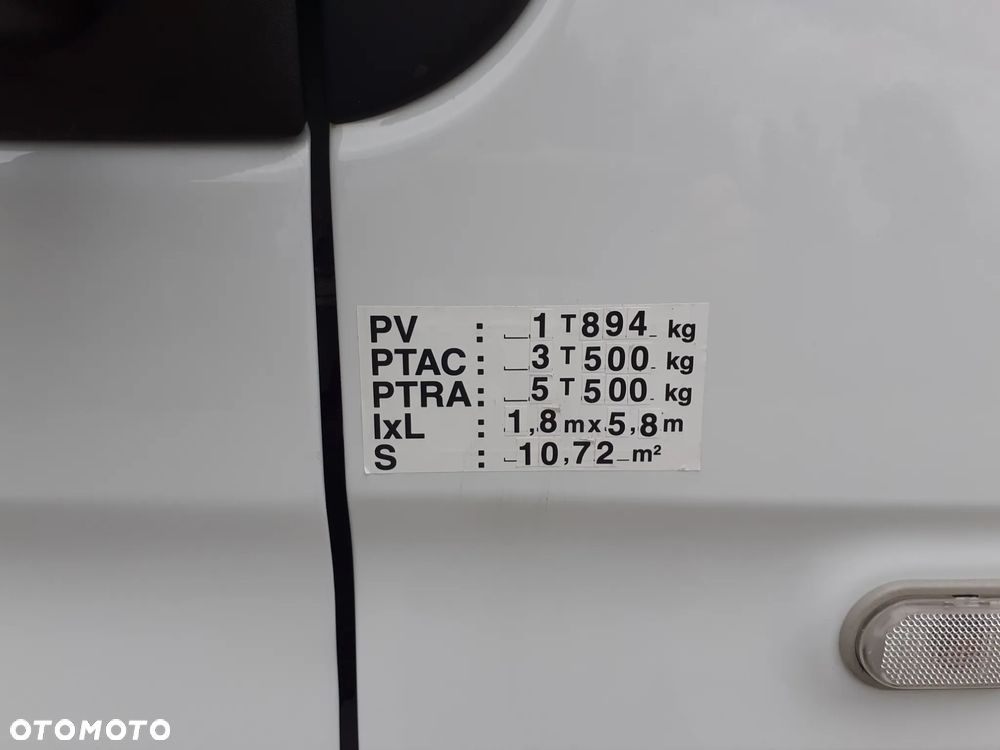 PV : 1 T 894 kg
PTAC : 3 T 500 kg
PTRA : 5 T 500 kg
lxL : 1,8 m x 5,8 m
S : 10,72 m²
OTOMOTO